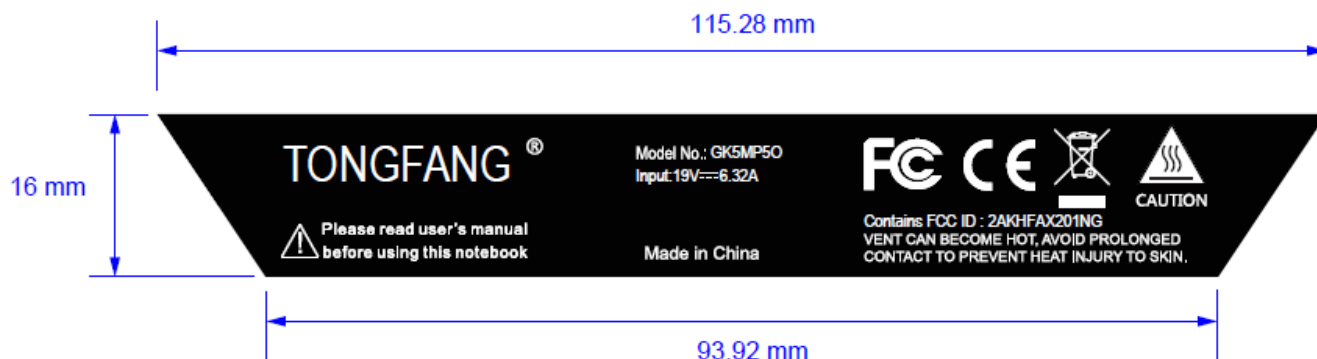 115.28 mm
16 mm
TONGFANG ®
Please read user's manual
before using this notebook
Model No.: GK5MP5O
Input:19V⎓6.32A
Made in China
FC CE
CAUTION
Contains FCC ID : 2AKHFAX201NG
VENT CAN BECOME HOT, AVOID PROLONGED
CONTACT TO PREVENT HEAT INJURY TO SKIN.
93.92 mm